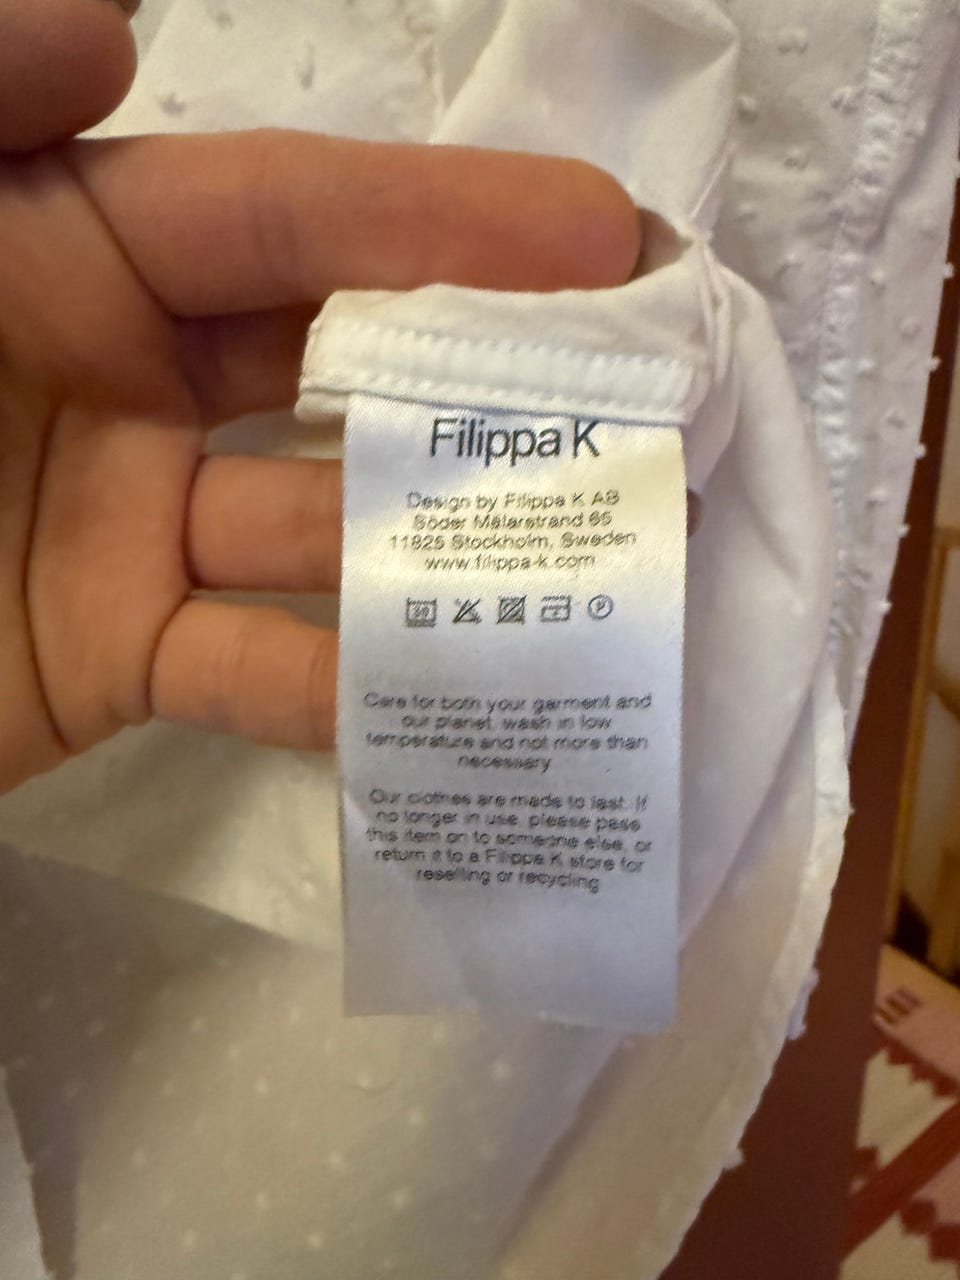 Filippa K
Design by Filippa K AB
Söder Mälarstrand 65
11825 Stockholm, Sweden
www.filippa-k.com
30
P
Care for both your garment and
our planet, wash in low
temperature and not more than
necessary
Our clothes are made to last. If
no longer in use, please pass
this item on to someone else, or
return it to a Filippa K store for
reselling or recycling